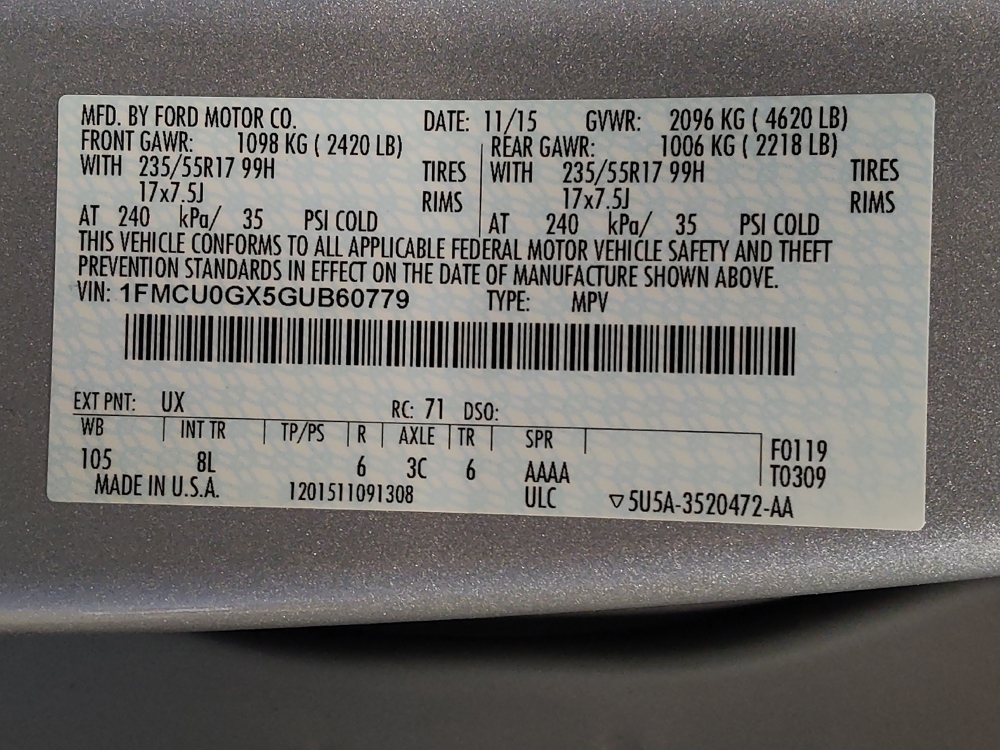 MFD. BY FORD MOTOR CO. DATE: 11/15 GVWR: 2096 KG ( 4620 LB)
FRONT GAWR: 1098 KG ( 2420 LB) REAR GAWR: 1006 KG ( 2218 LB)
WITH 235/55R17 99H TIRES WITH 235/55R17 99H TIRES
17x7.5J RIMS 17x7.5J RIMS
AT 240 kPa/ 35 PSI COLD AT 240 kPa/ 35 PSI COLD
THIS VEHICLE CONFORMS TO ALL APPLICABLE FEDERAL MOTOR VEHICLE SAFETY AND THEFT
PREVENTION STANDARDS IN EFFECT ON THE DATE OF MANUFACTURE SHOWN ABOVE.
VIN: 1FMCU0GX5GUB60779 TYPE: MPV
EXT PNT: UX RC: 71 DSO:
WB INT TR TP/PS R AXLE TR SPR F0119
105 8L 6 3C 6 AAAA T0309
MADE IN U.S.A. 1201511091308 ULC ▽5U5A-3520472-AA